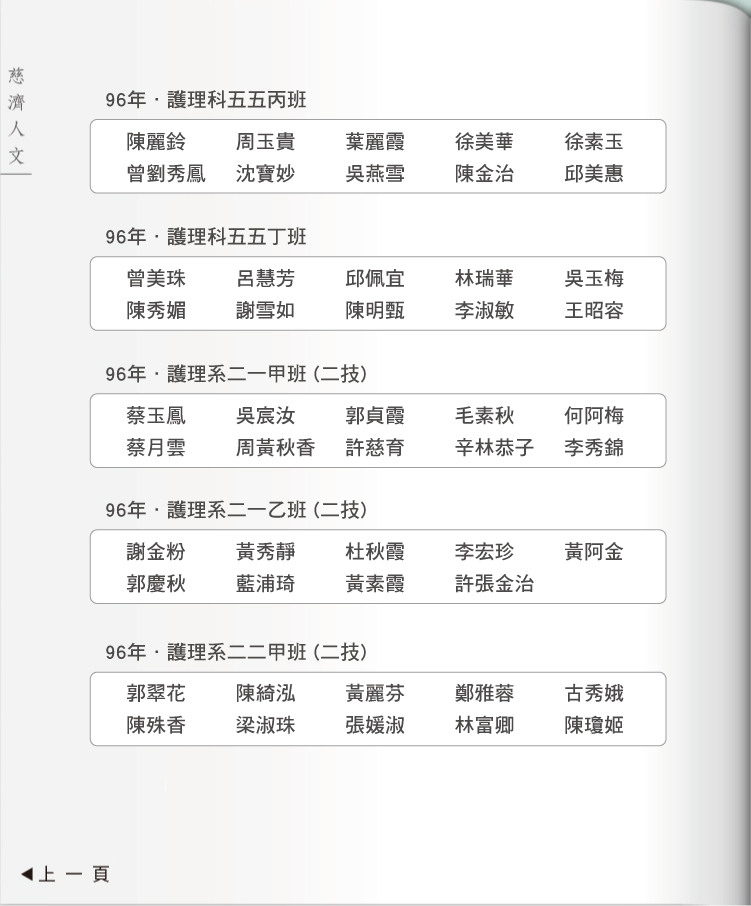 慈濟人文
96年．護理科五五丙班
陳麗鈴 周玉貴 葉麗霞 徐美華 徐素玉
曾劉秀鳳 沈寶妙 吳燕雪 陳金治 邱美惠
96年．護理科五五丁班
曾美珠 呂慧芳 邱佩宜 林瑞華 吳玉梅
陳秀媚 謝雪如 陳明甄 李淑敏 王昭容
96年．護理系二一甲班(二技)
蔡玉鳳 吳宸汝 郭貞霞 毛素秋 何阿梅
蔡月雲 周黃秋香 許慈育 辛林恭子 李秀錦
96年．護理系二一乙班(二技)
謝金粉 黃秀靜 杜秋霞 李宏珍 黃阿金
郭慶秋 藍浦琦 黃素霞 許張金治
96年．護理系二二甲班(二技)
郭翠花 陳綺泓 黃麗芬 鄭雅蓉 古秀娥
陳殊香 梁淑珠 張媛淑 林富卿 陳瓊姬
◀上一頁